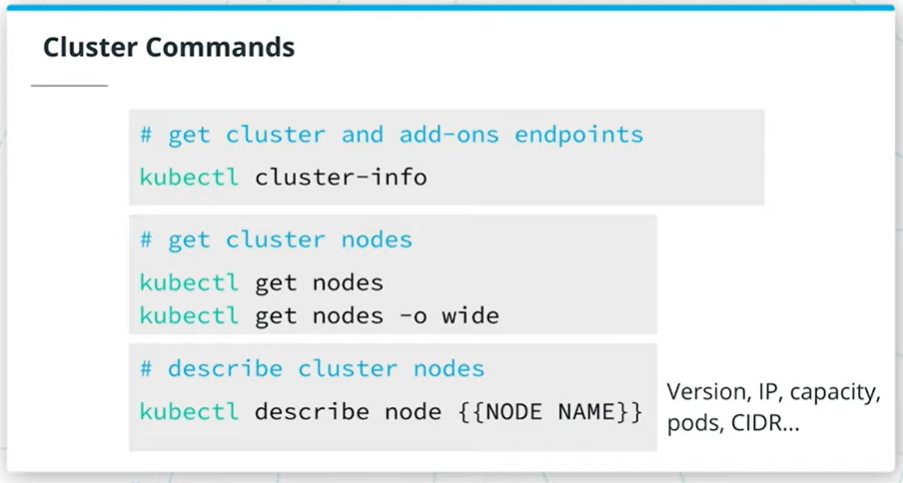 Cluster Commands
# get cluster and add-ons endpoints
kubectl cluster-info
# get cluster nodes
kubectl get nodes
kubectl get nodes -o wide
# describe cluster nodes
kubectl describe node {{NODE NAME}}
Version, IP, capacity,
pods, CIDR...